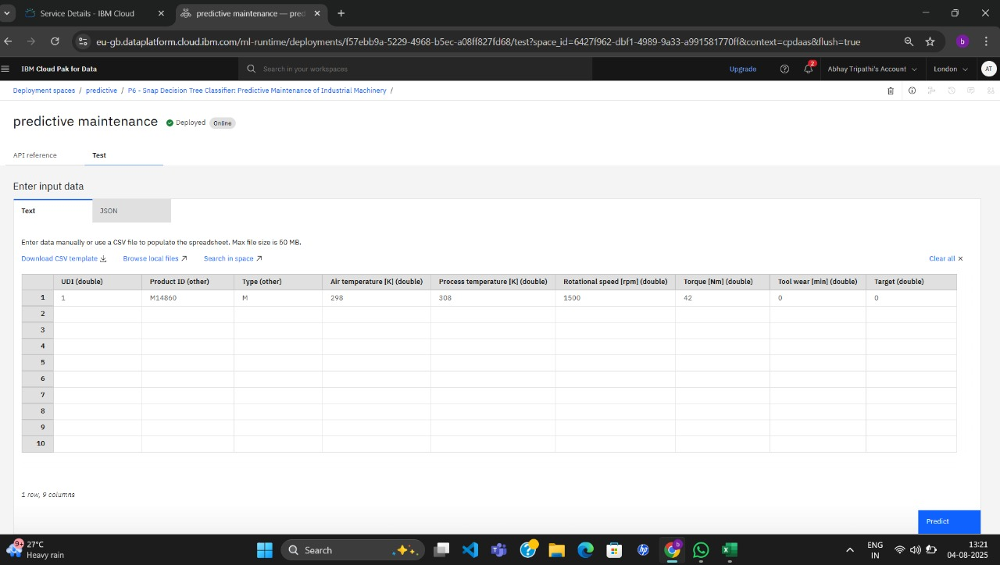 Service Details - IBM Cloud
predictive maintenance — pred
eu-gb.dataplatform.cloud.ibm.com/ml-runtime/deployments/f57ebb9a-5229-4968-b5ec-a08ff827fd68/test?space_id=6427f962-dbf1-4989-9a33-a991581770ff&context=cpdaas&flush=true
b
IBM Cloud Pak for Data
Search in your workspaces
Upgrade
2
Abhay Tripathi's Account
London
AT
Deployment spaces / predictive / P6 - Snap Decision Tree Classifier: Predictive Maintenance of Industrial Machinery /
predictive maintenance Deployed Online
API reference Test
Enter input data
Text JSON
Enter data manually or use a CSV file to populate the spreadsheet. Max file size is 50 MB.
Download CSV template Browse local files Search in space Clear all
UDI (double) Product ID (other) Type (other) Air temperature [K] (double) Process temperature [K] (double) Rotational speed [rpm] (double) Torque [Nm] (double) Tool wear [min] (double) Target (double)
1 1 M14860 M 298 308 1500 42 0 0
2
3
4
5
6
7
8
9
10
1 row, 9 columns
Predict
9+
27°C
Heavy rain
Search
b
ENG
IN
13:21
04-08-2025